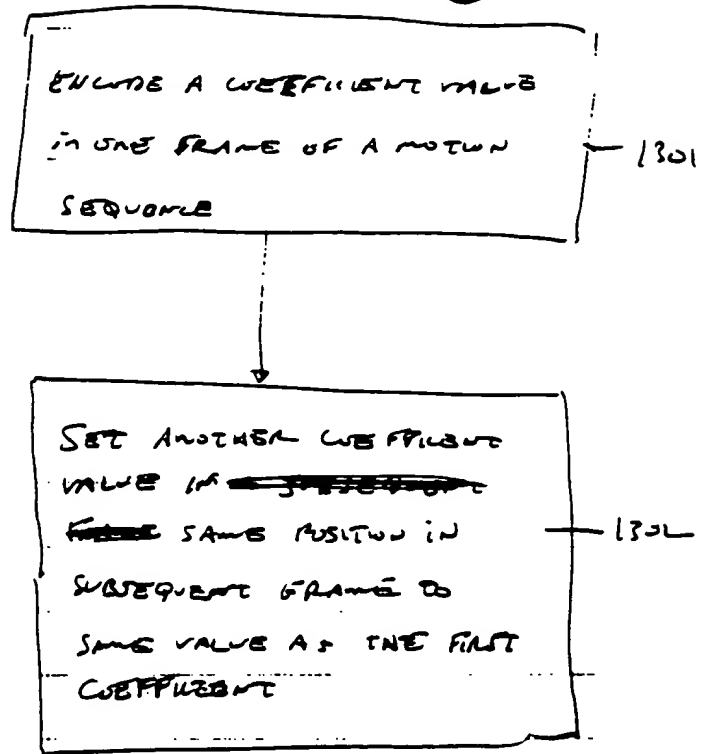 ENCODE A COEFFICIENT VALUE
in ONE FRAME OF A MOTION
SEQUENCE
1301
SET ANOTHER COEFFICIENT
VALUE IN
SAME POSITION in
SUBSEQUENT FRAME TO
SAME VALUE AS THE FIRST
COEFFICIENT
1302